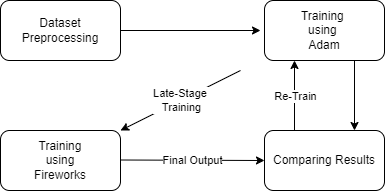 Dataset
Preprocessing
Training
using
Adam
Late-Stage
Training
Re-Train
Training
using
Fireworks
Final Output
Comparing Results